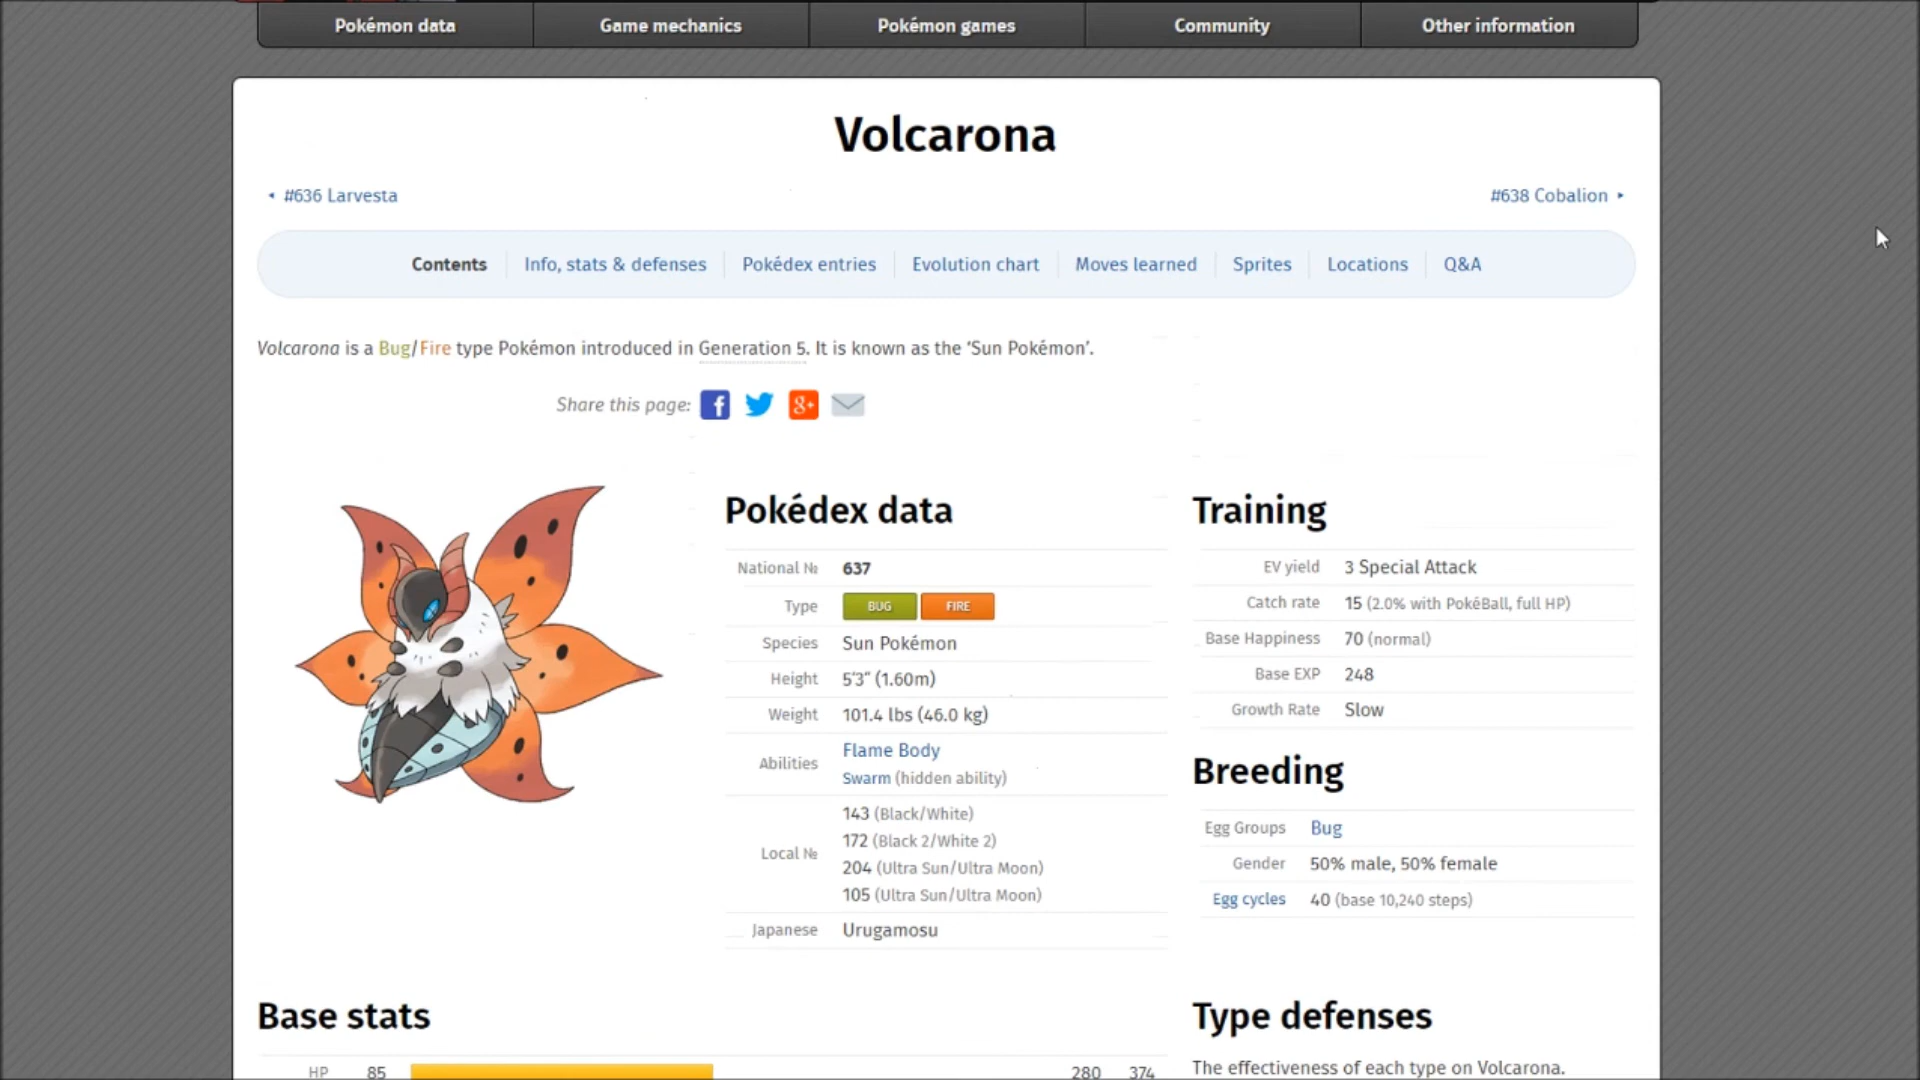 Pokémon data Game mechanics Pokémon games Community Other information
Volcarona
#636 Larvesta #638 Cobalion
Contents Info, stats & defenses Pokédex entries Evolution chart Moves learned Sprites Locations Q&A
Volcarona is a Bug/Fire type Pokémon introduced in Generation 5. It is known as the ‘Sun Pokémon’.
Share this page: f g+
Pokédex data
National № 637
Type BUG FIRE
Species Sun Pokémon
Height 5′3″ (1.60m)
Weight 101.4 lbs (46.0 kg)
Abilities Flame Body
Swarm (hidden ability)
Local № 143 (Black/White)
172 (Black 2/White 2)
204 (Ultra Sun/Ultra Moon)
105 (Ultra Sun/Ultra Moon)
Japanese Urugamosu
Training
EV yield 3 Special Attack
Catch rate 15 (2.0% with PokéBall, full HP)
Base Happiness 70 (normal)
Base EXP 248
Growth Rate Slow
Breeding
Egg Groups Bug
Gender 50% male, 50% female
Egg cycles 40 (base 10,240 steps)
Base stats
HP 85 280 374
Type defenses
The effectiveness of each type on Volcarona.